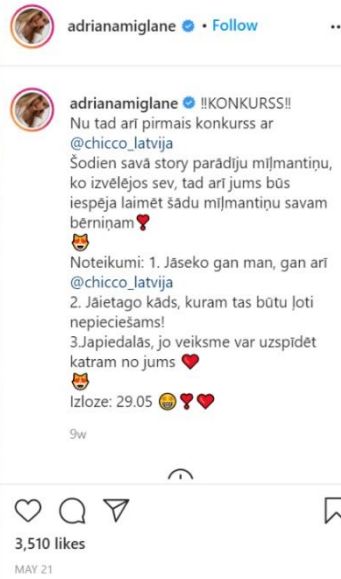 adrianamiglane • Follow
adrianamiglane ‼KONKURSS‼
Nu tad arī pirmais konkurss ar
@chicco_latvija
Šodien savā story parādīju mīļmantiņu,
ko izvēlējos sev, tad arī jums būs
iespēja laimēt šādu mīļmantiņu savam
bērniņam❣️
😻
Noteikumi: 1. Jāseko gan man, gan arī
@chicco_latvija
2. Jāietago kāds, kuram tas būtu ļoti
nepieciešams!
3.Japiedalās, jo veiksme var uzspīdēt
katram no jums ❤️
😻
Izloze: 29.05 😂❣️❤️
9w
3,510 likes
MAY 21